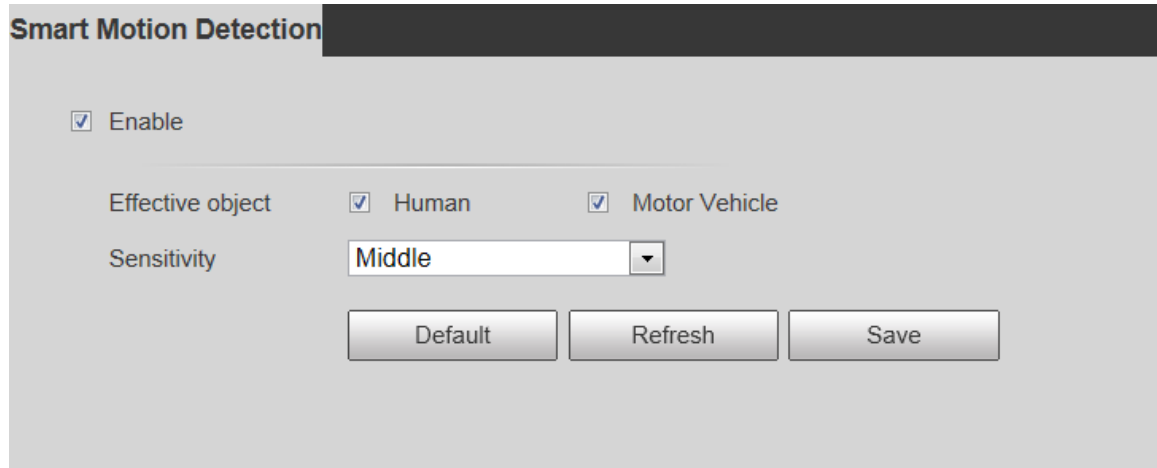 Smart Motion Detection
Enable
Effective object Human Motor Vehicle
Sensitivity Middle
Default Refresh Save